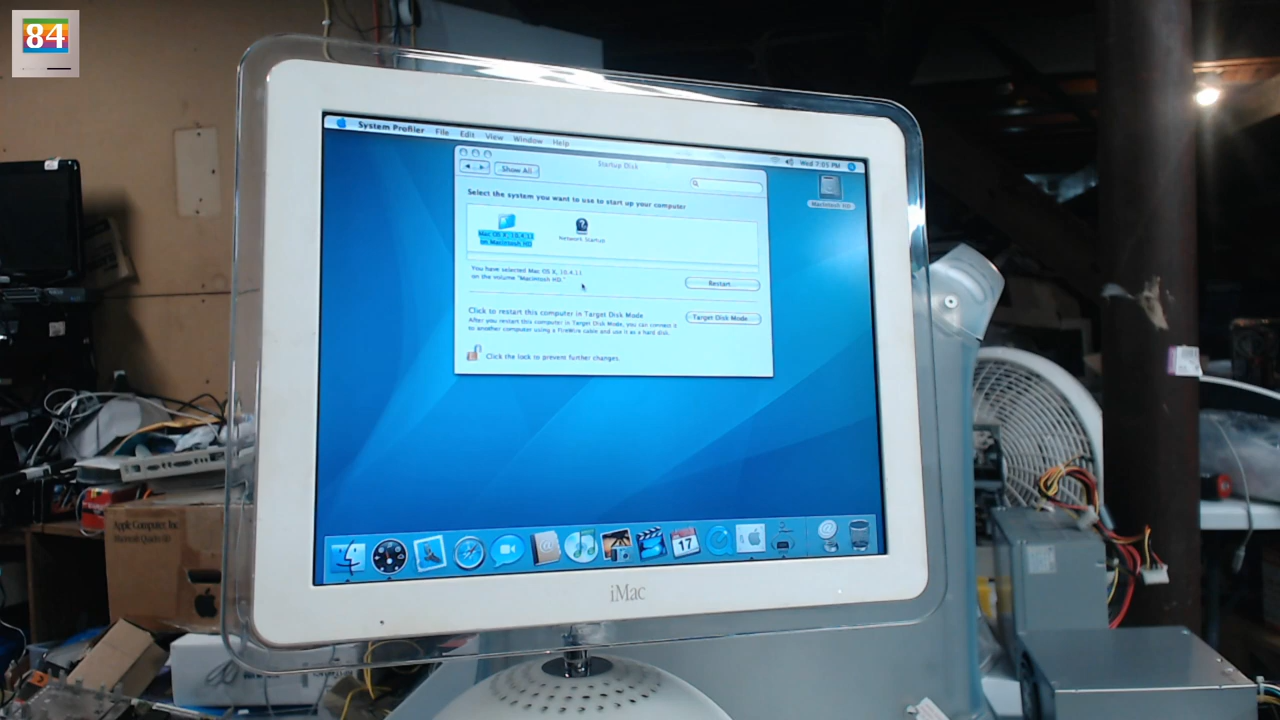 84
System Profiler File Edit View Window Help
Wed 7:05 PM
Startup Disk
Show All
Macintosh HD
Select the system you want to use to start up your computer
Mac OS X, 10.4.11
on Macintosh HD
Network Startup
You have selected Mac OS X, 10.4.11
on the volume "Macintosh HD."
Restart...
Click to restart this computer in Target Disk Mode
Target Disk Mode...
After you restart this computer in Target Disk Mode, you can connect it
to another computer using a FireWire cable and use it as a hard disk.
Click the lock to prevent further changes.
17
iMac
Apple Computer, Inc